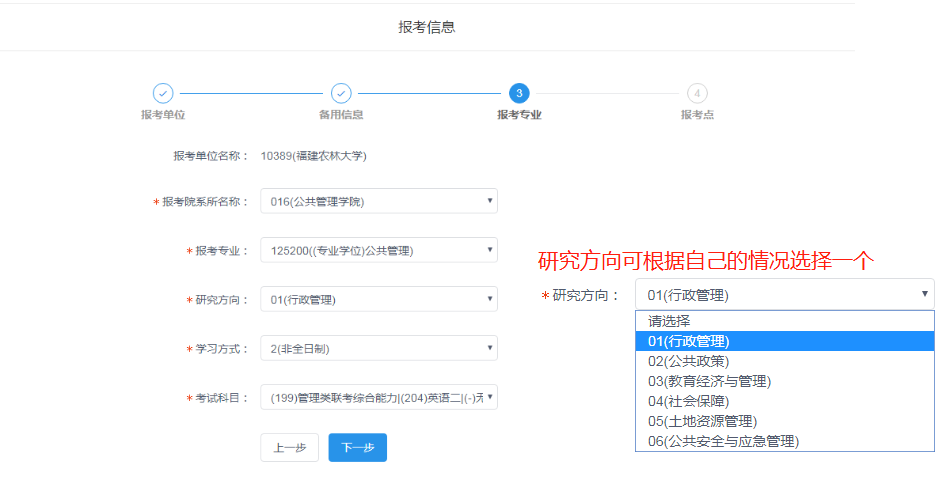 报考信息
3
4
报考单位
备用信息
报考专业
报考点
报考单位名称： 10389(福建农林大学)
*报考院系所名称： 016(公共管理学院)
*报考专业： 125200((专业学位)公共管理)
*研究方向： 01(行政管理)
*学习方式： 2(非全日制)
*考试科目： (199)管理类联考综合能力|(204)英语二|(-)无
上一步
下一步
研究方向可根据自己的情况选择一个
*研究方向： 01(行政管理)
请选择
01(行政管理)
02(公共政策)
03(教育经济与管理)
04(社会保障)
05(土地资源管理)
06(公共安全与应急管理)